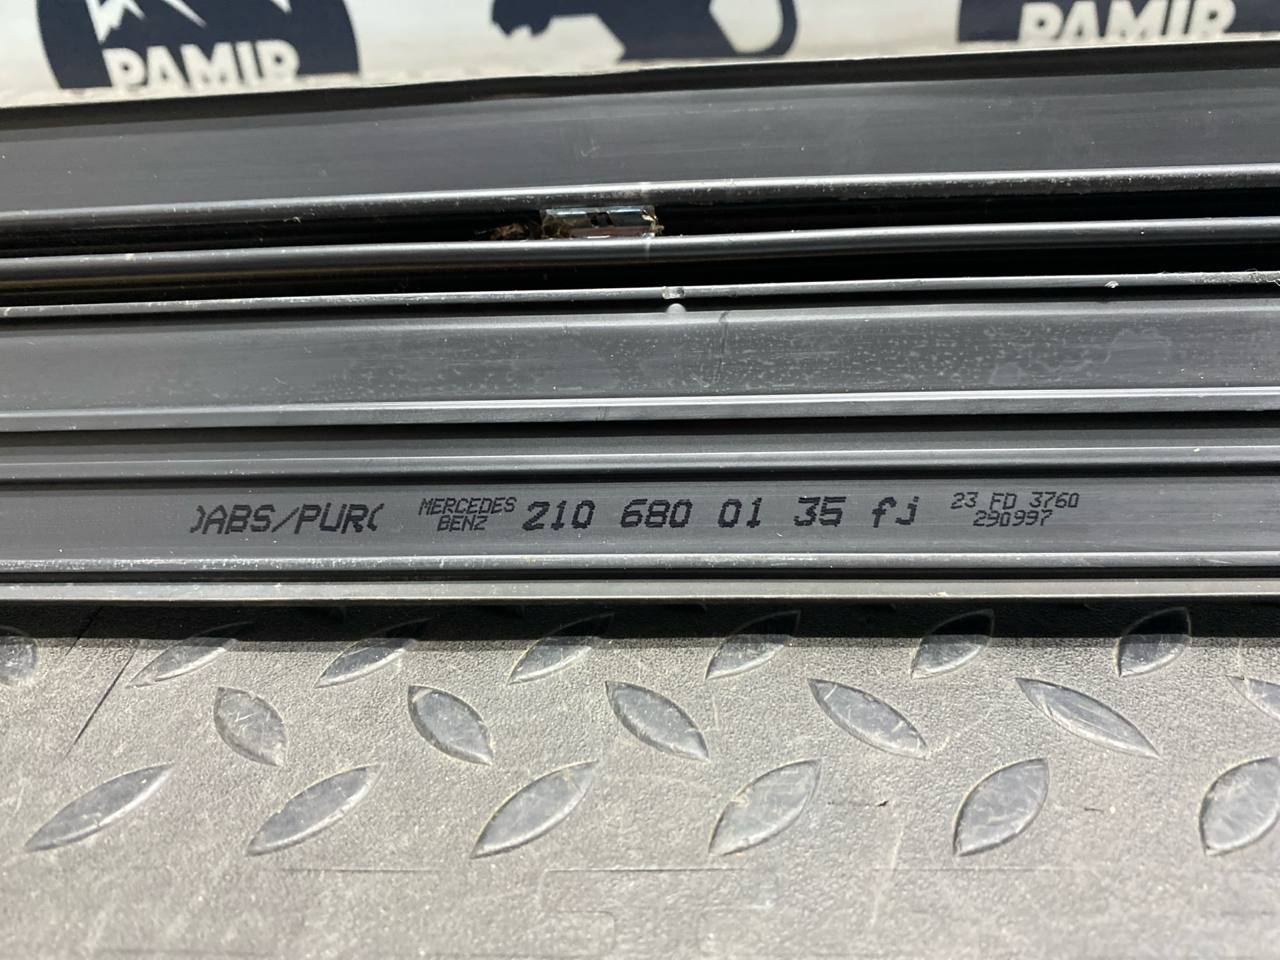 PAMIR
PAMIR
)ABS/PUR(
MERCEDES
BENZ
210 680 01 35 fj
23 FD 3760
290997